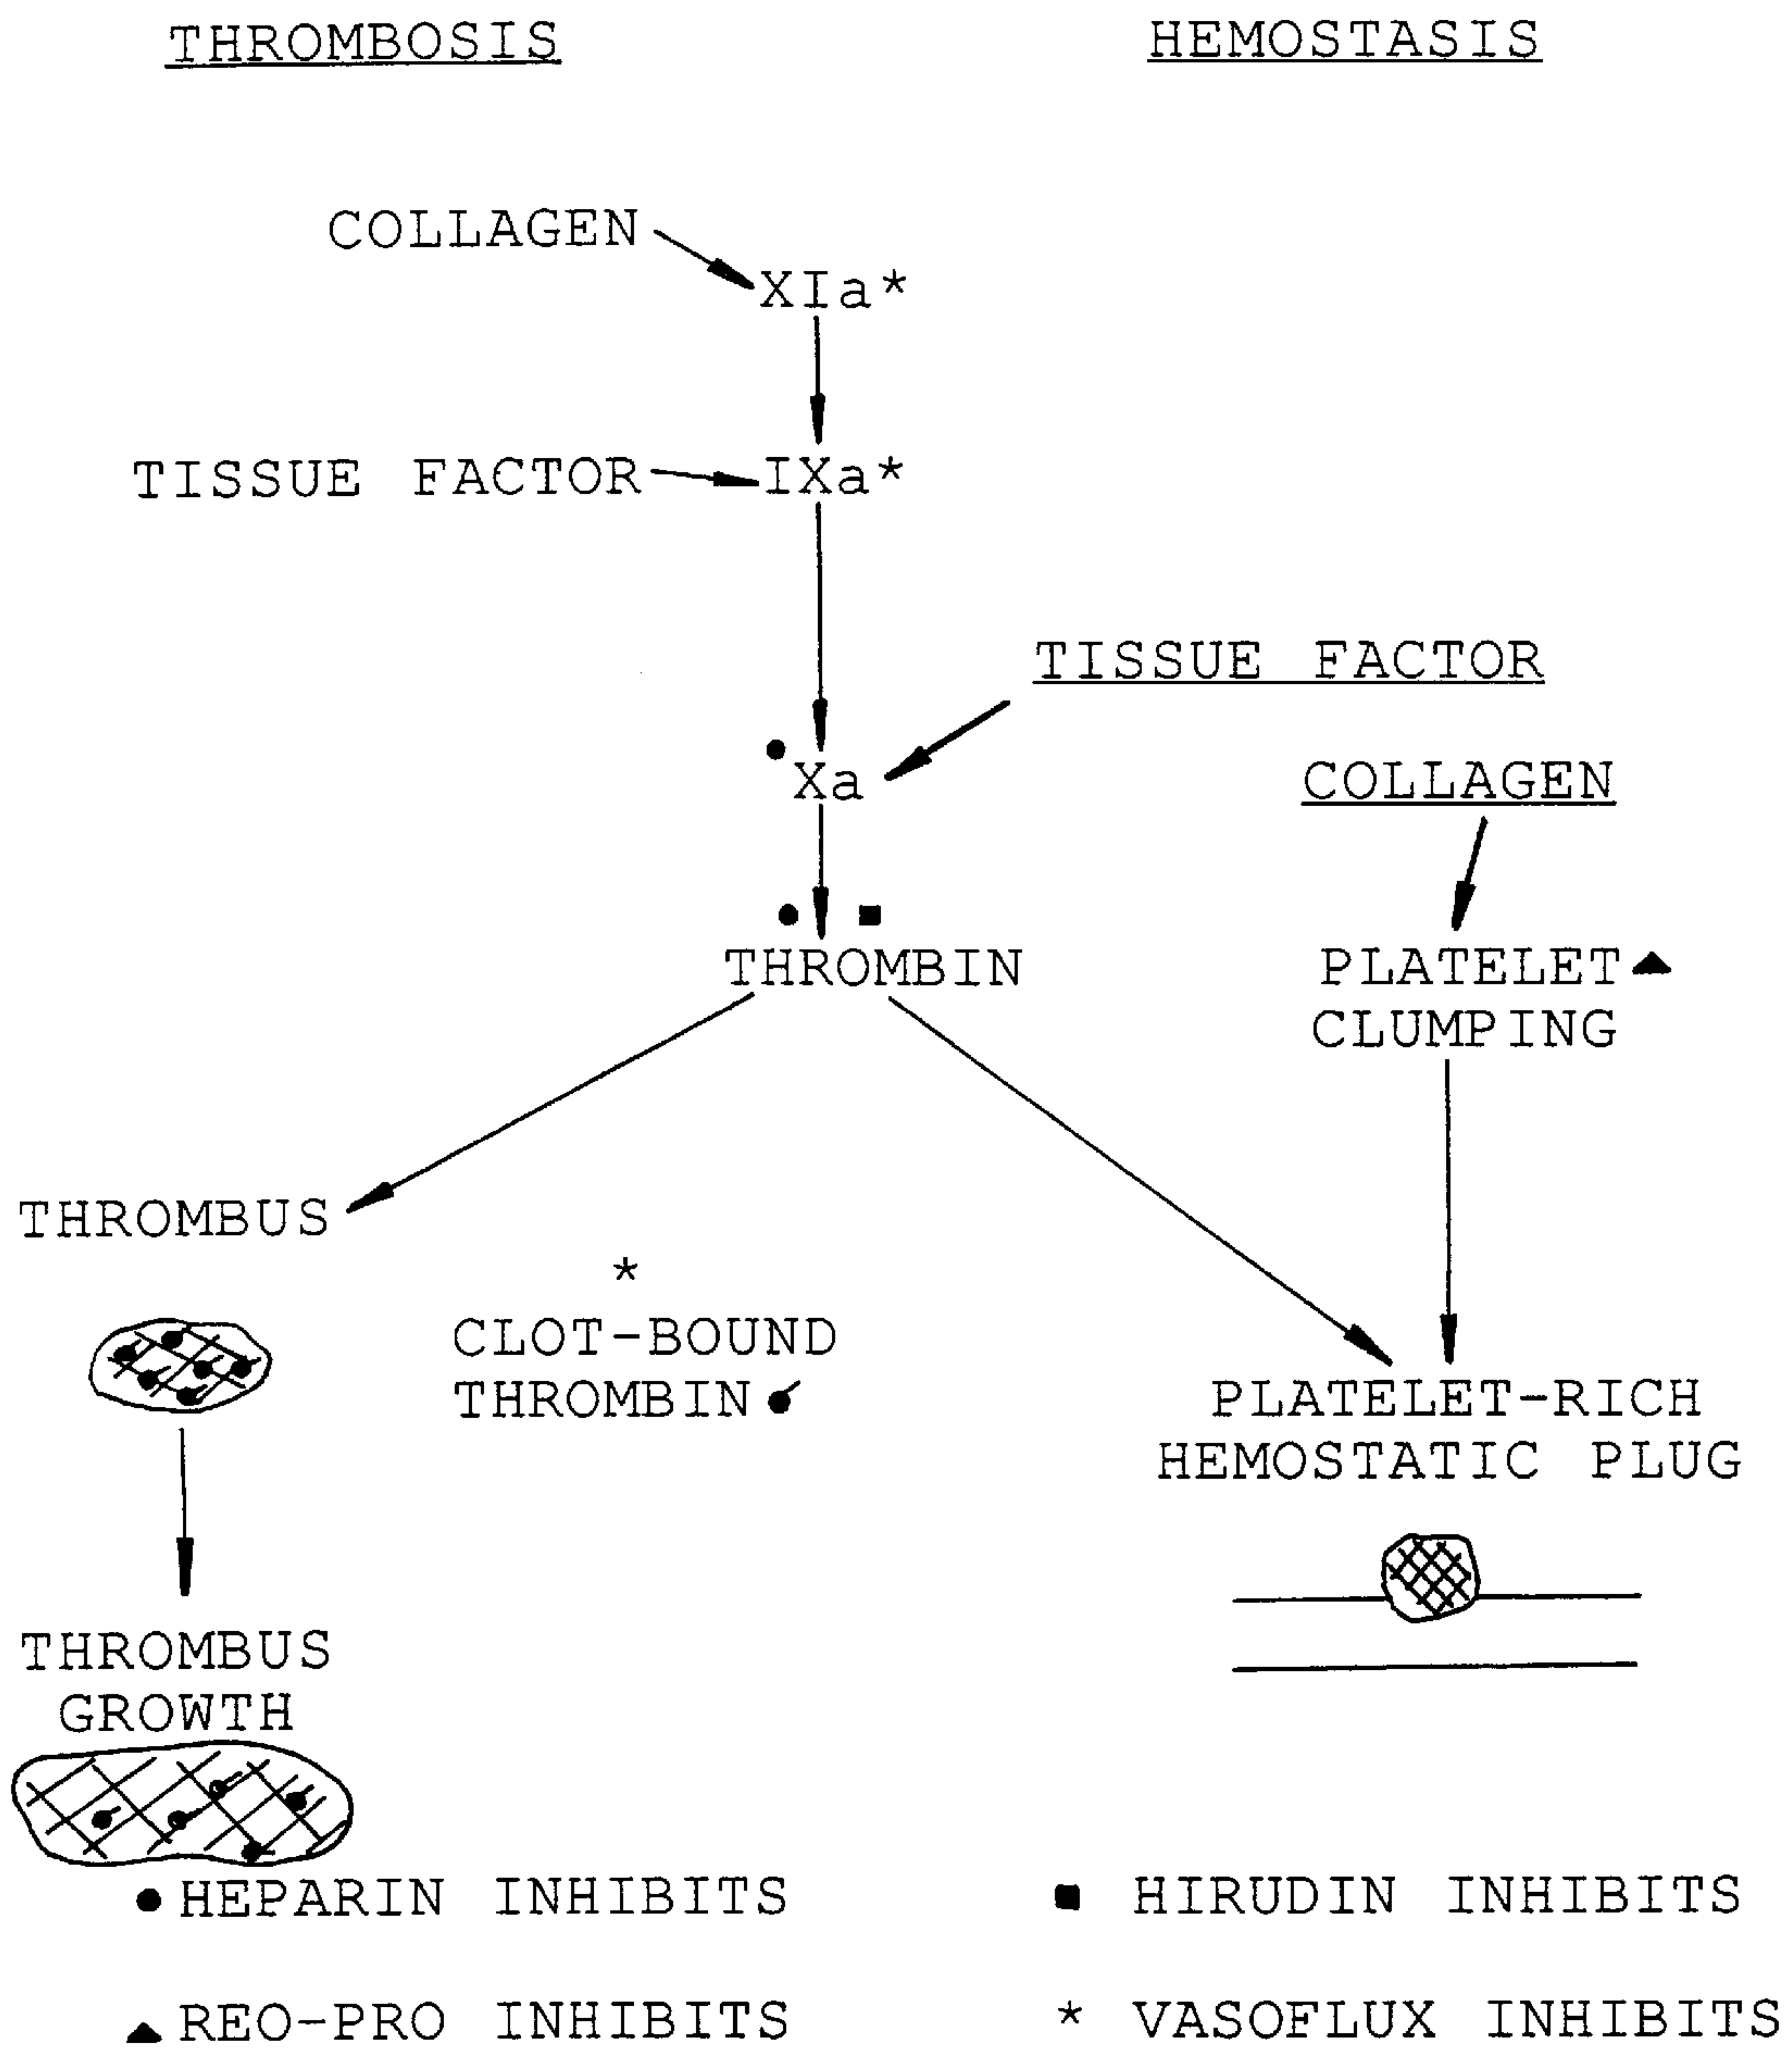 THROMBOSIS
HEMOSTASIS
COLLAGEN
XIa*
TISSUE FACTOR
IXa*
TISSUE FACTOR
Xa
COLLAGEN
THROMBIN
PLATELET
CLUMPING
THROMBUS
*
CLOT-BOUND
THROMBIN
PLATELET-RICH
HEMOSTATIC PLUG
THROMBUS
GROWTH
● HEPARIN INHIBITS
■ HIRUDIN INHIBITS
▲ REO-PRO INHIBITS
* VASOFLUX INHIBITS